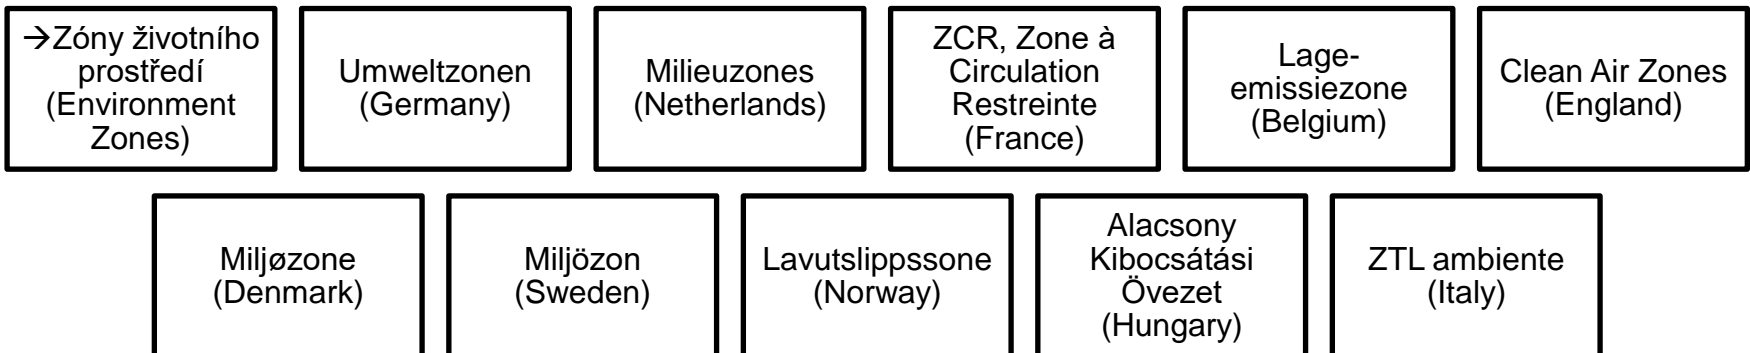 →Zóny životního
prostředí
(Environment
Zones)
Umweltzonen
(Germany)
Milieuzones
(Netherlands)
ZCR, Zone à
Circulation
Restreinte
(France)
Lage-
emissiezone
(Belgium)
Clean Air Zones
(England)
Miljøzone
(Denmark)
Miljözon
(Sweden)
Lavutslippssone
(Norway)
Alacsony
Kibocsátási
Övezet
(Hungary)
ZTL ambiente
(Italy)